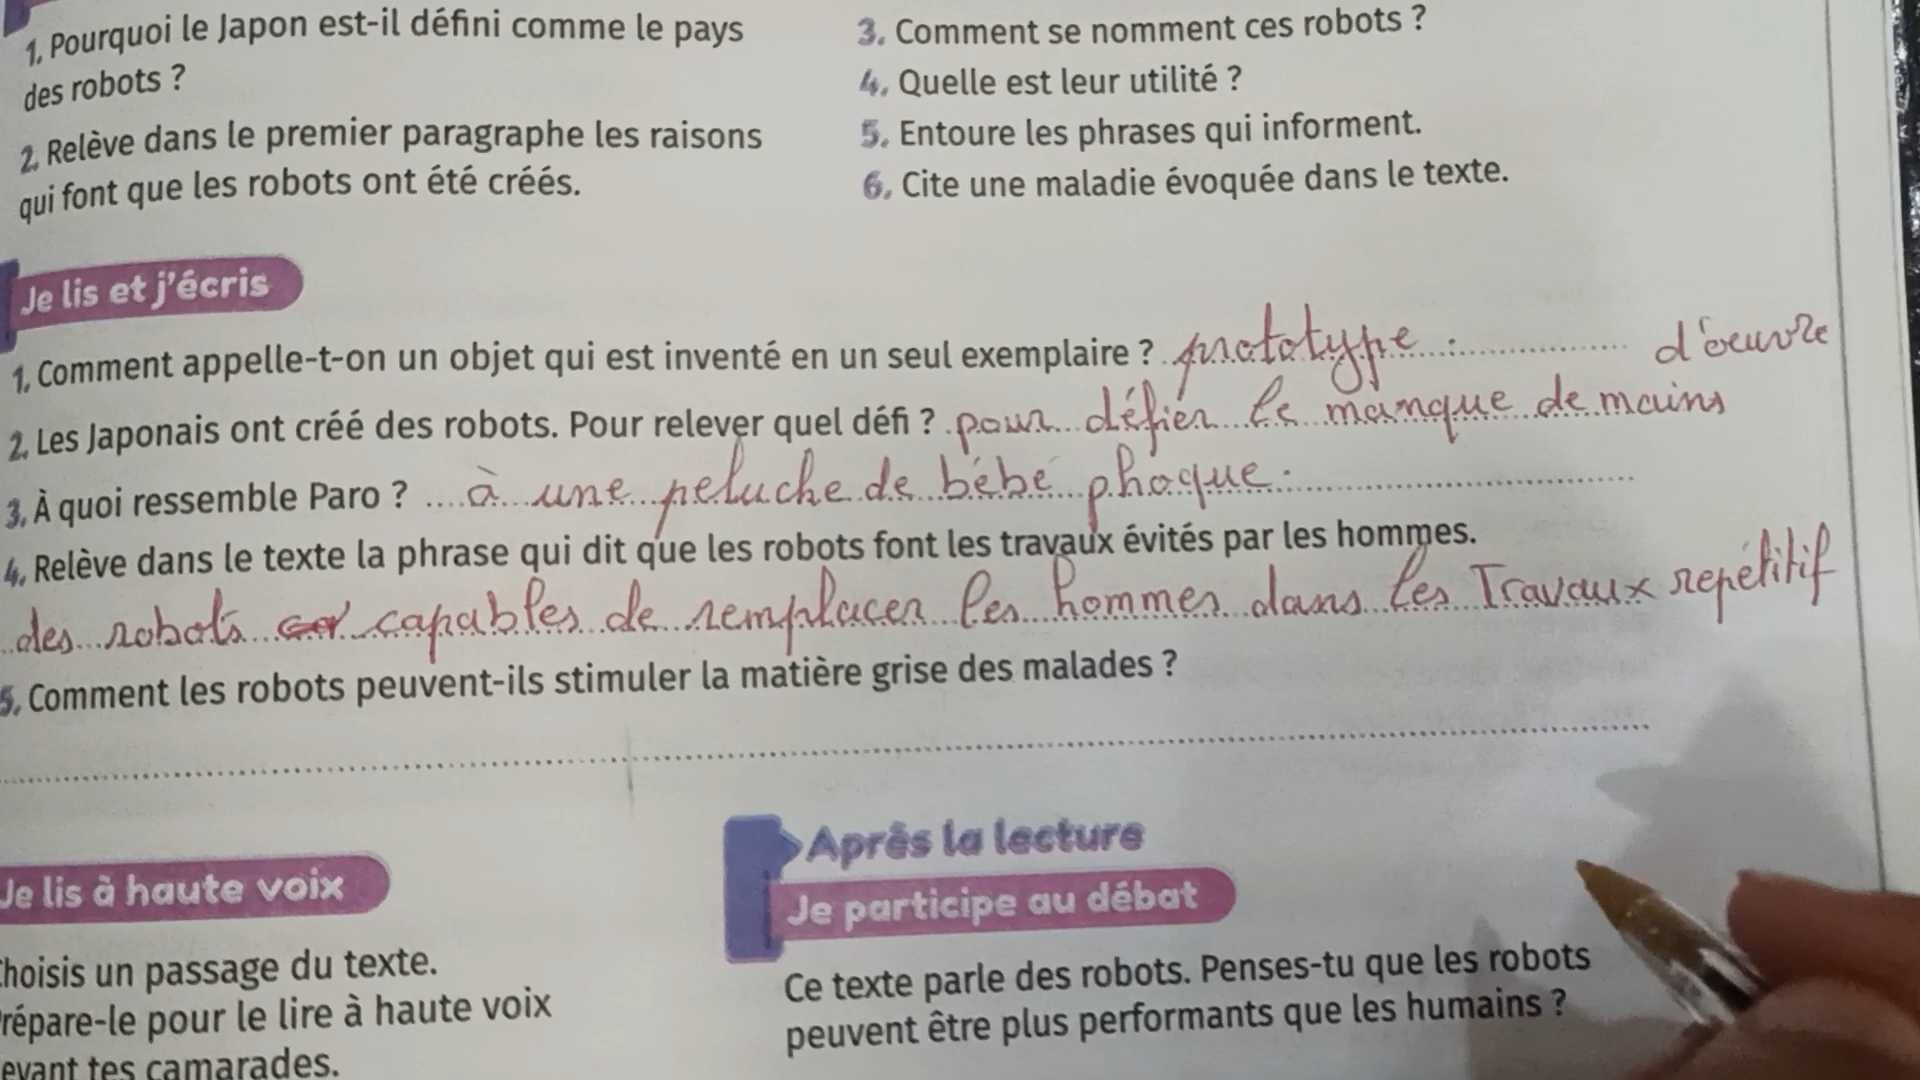 1. Pourquoi le Japon est-il défini comme le pays
des robots ?
2. Relève dans le premier paragraphe les raisons
qui font que les robots ont été créés.
3. Comment se nomment ces robots ?
4. Quelle est leur utilité ?
5. Entoure les phrases qui informent.
6. Cite une maladie évoquée dans le texte.
Je lis et j'écris
1. Comment appelle-t-on un objet qui est inventé en un seul exemplaire ? prototype.
d'œuvre
2. Les Japonais ont créé des robots. Pour relever quel défi ? pour défier le manque de mains
3. À quoi ressemble Paro ? à une peluche de bébé phoque.
4. Relève dans le texte la phrase qui dit que les robots font les travaux évités par les hommes.
des robots capables de remplacer les hommes dans les Travaux repétitif
5. Comment les robots peuvent-ils stimuler la matière grise des malades ?
Je lis à haute voix
hoisis un passage du texte.
répare-le pour le lire à haute voix
evant tes camarades.
Après la lecture
Je participe au débat
Ce texte parle des robots. Penses-tu que les robots
peuvent être plus performants que les humains ?